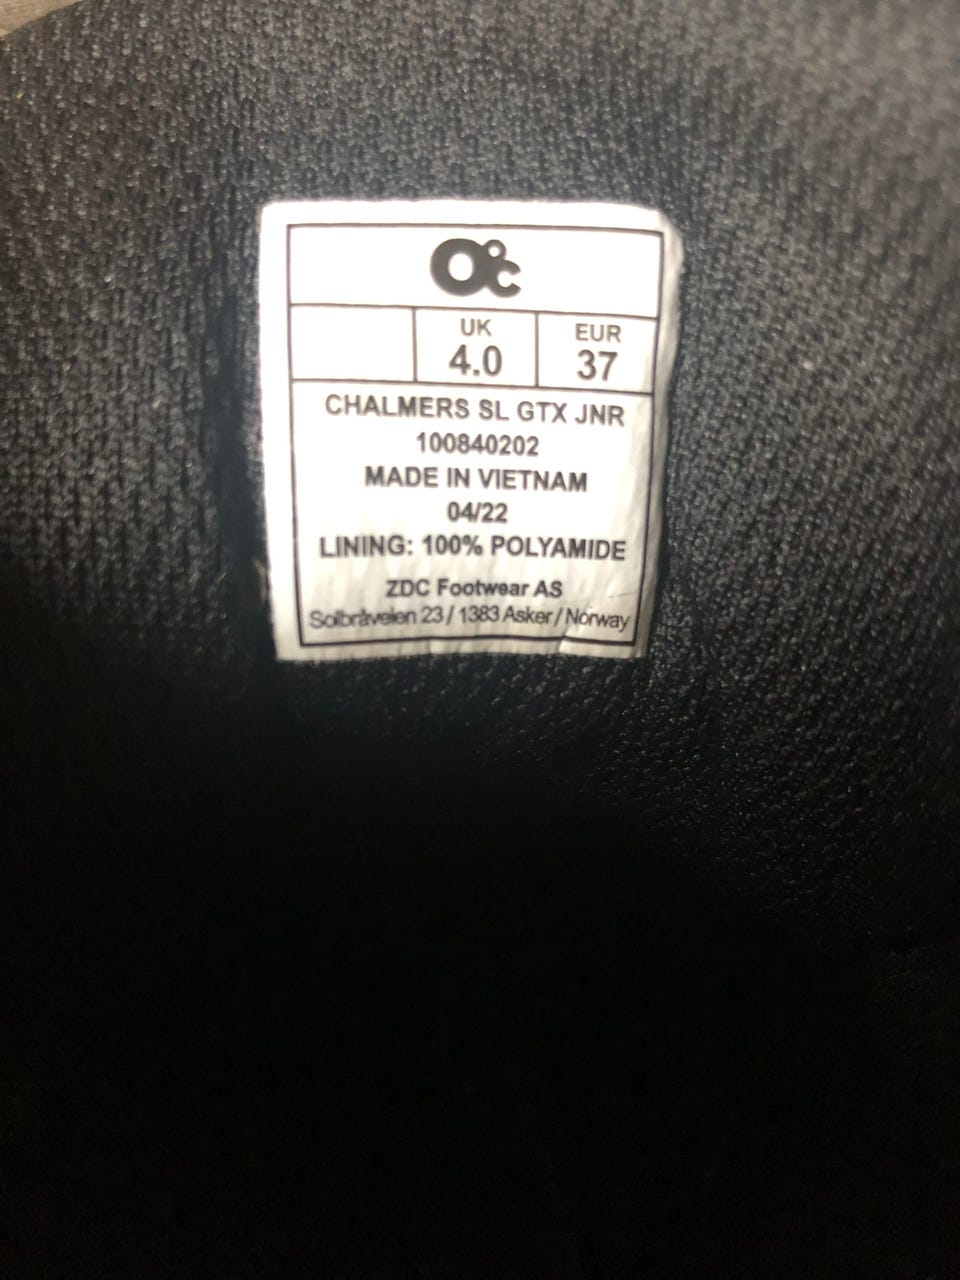 0°c
UK EUR
4.0 37
CHALMERS SL GTX JNR
100840202
MADE IN VIETNAM
04/22
LINING: 100% POLYAMIDE
ZDC Footwear AS
Solbråveien 23 / 1383 Asker / Norway